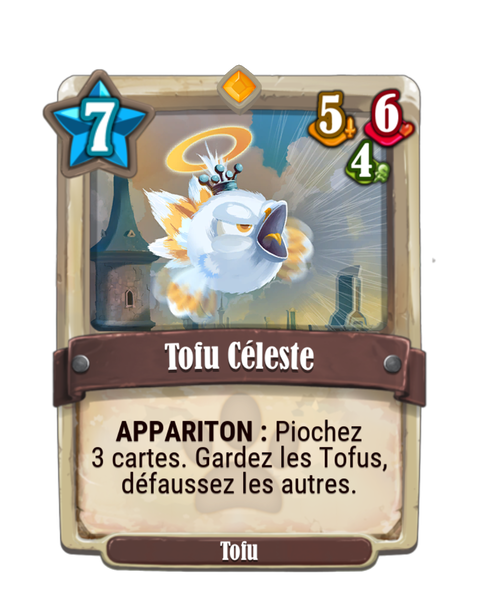 7
5 6
4
Tofu Céleste
APPARITON : Piochez
3 cartes. Gardez les Tofus,
défaussez les autres.
Tofu